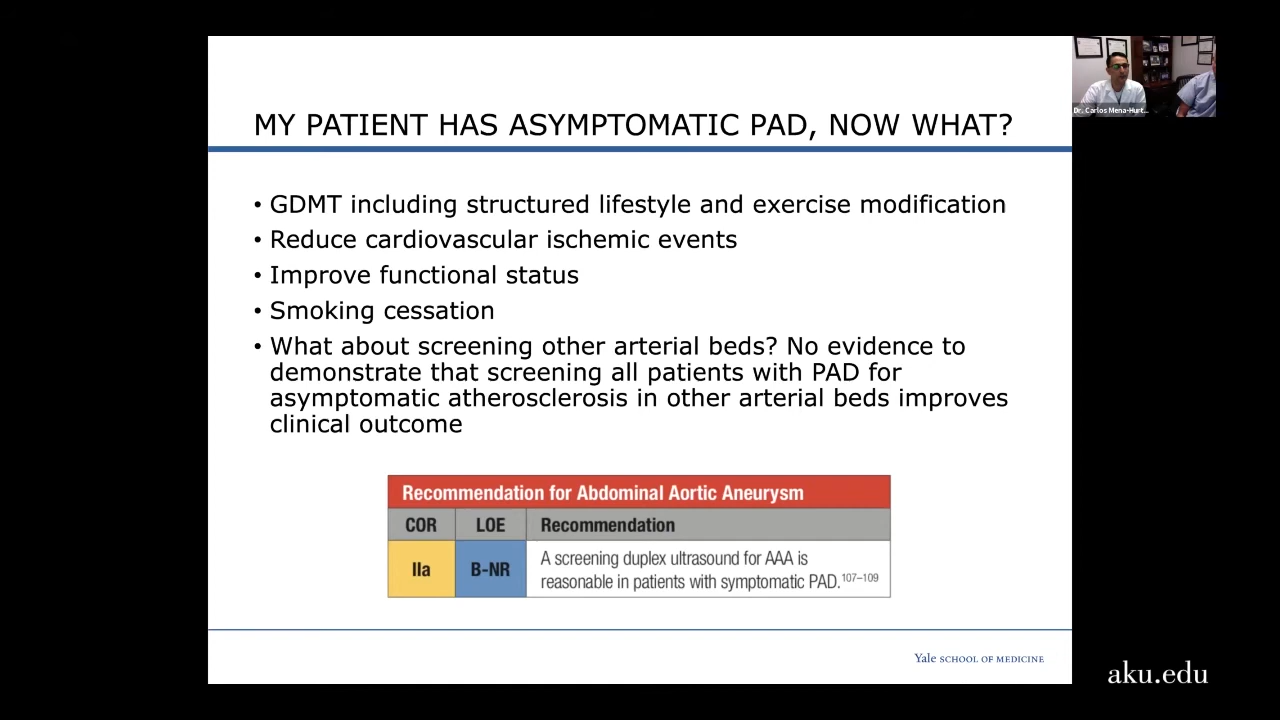 MY PATIENT HAS ASYMPTOMATIC PAD, NOW WHAT?
• GDMT including structured lifestyle and exercise modification
• Reduce cardiovascular ischemic events
• Improve functional status
• Smoking cessation
• What about screening other arterial beds? No evidence to
demonstrate that screening all patients with PAD for
asymptomatic atherosclerosis in other arterial beds improves
clinical outcome
Recommendation for Abdominal Aortic Aneurysm
COR LOE Recommendation
IIa B-NR A screening duplex ultrasound for AAA is
reasonable in patients with symptomatic PAD.107–109
Yale SCHOOL OF MEDICINE
Dr. Carlos Mena-Hurt...
aku.edu